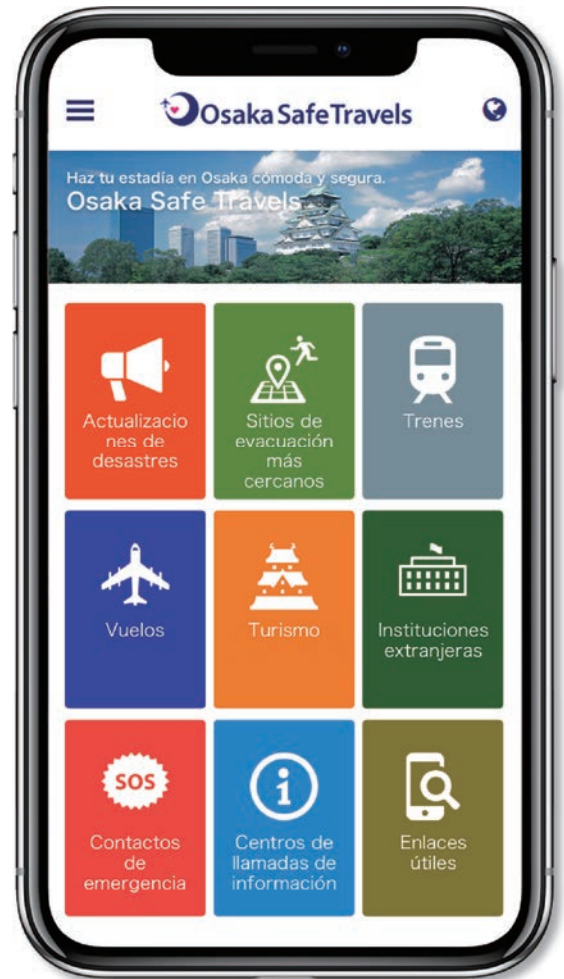 Osaka Safe Travels
Haz tu estadía en Osaka cómoda y segura.
Osaka Safe Travels
Actualizacio
nes de
desastres
Sitios de
evacuación
más
cercanos
Trenes
Vuelos
Turismo
Instituciones
extranjeras
SOS
Contactos
de
emergencia
Centros de
llamadas de
información
Enlaces
útiles